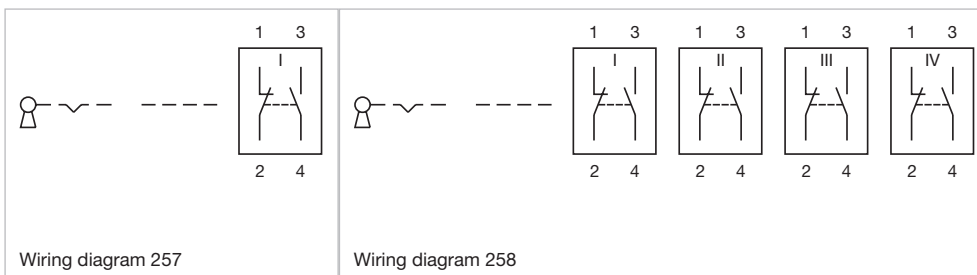 1 3 1 3 1 3 1 3 1 3
I I II III IV
2 4 2 4 2 4 2 4 2 4
Wiring diagram 257 Wiring diagram 258